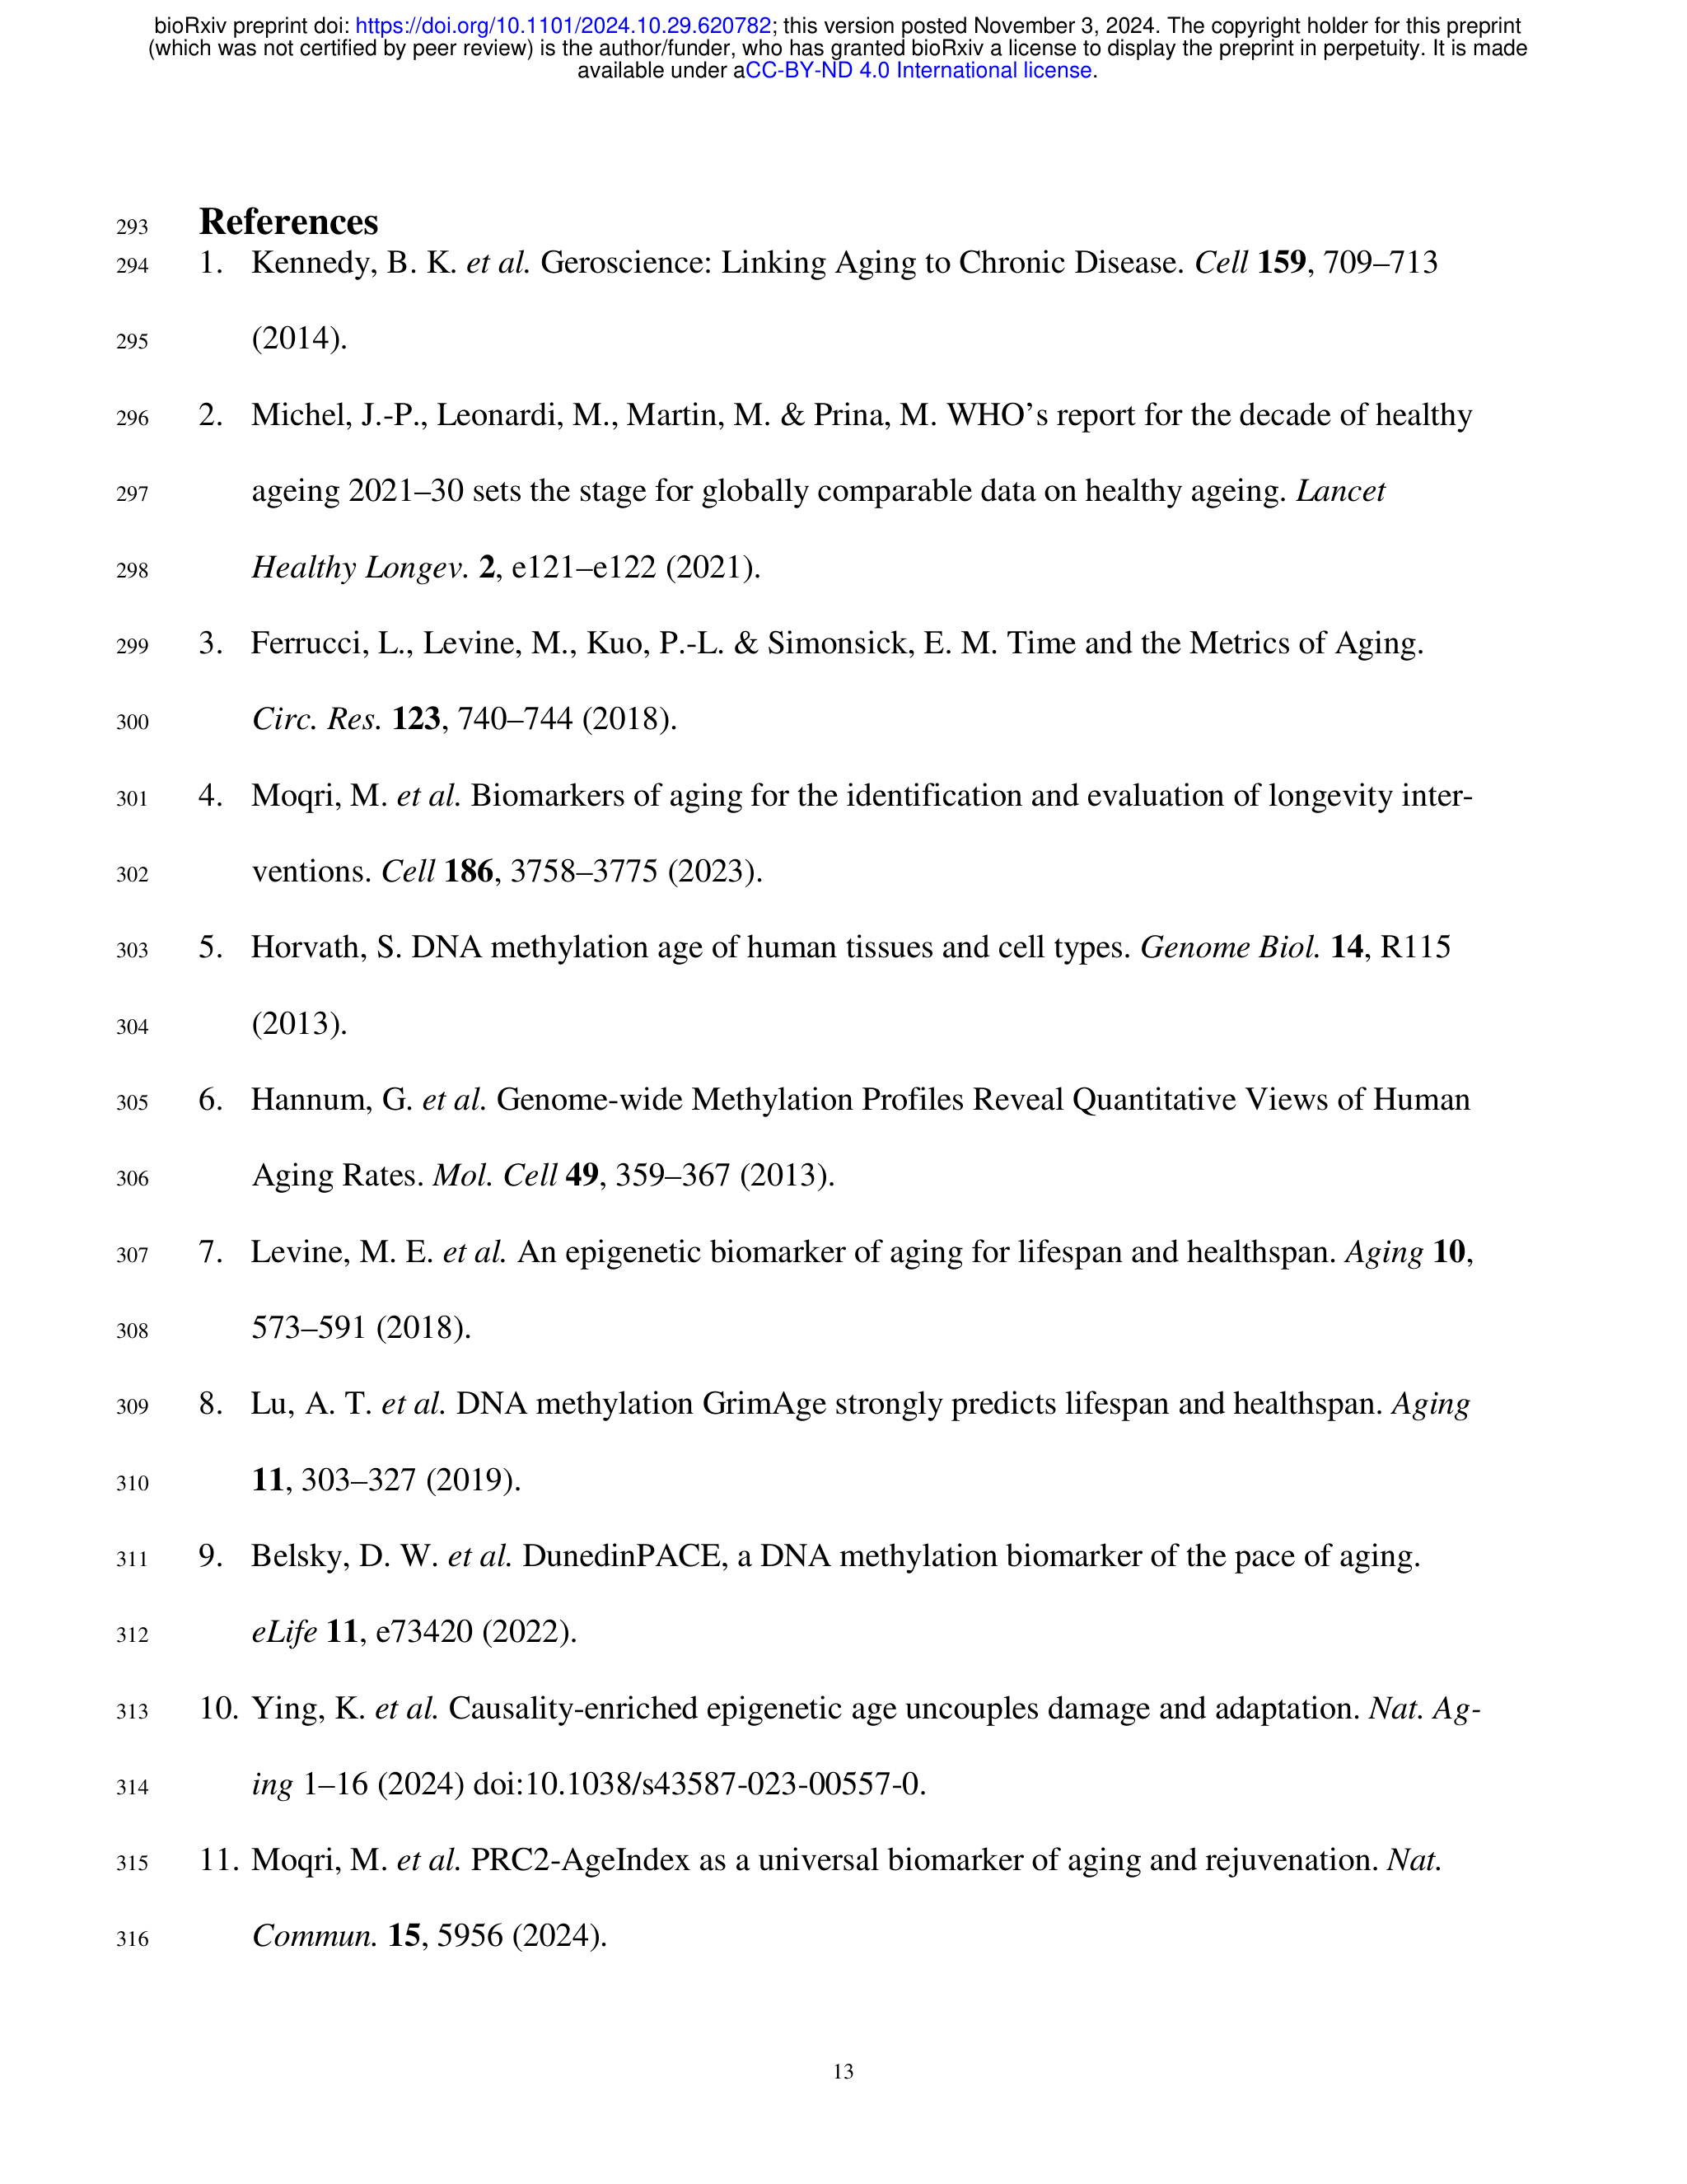 bioRxiv preprint doi: https://doi.org/10.1101/2024.10.29.620782; this version posted November 3, 2024. The copyright holder for this preprint
(which was not certified by peer review) is the author/funder, who has granted bioRxiv a license to display the preprint in perpetuity. It is made
available under aCC-BY-ND 4.0 International license.
293 References
294 1. Kennedy, B. K. et al. Geroscience: Linking Aging to Chronic Disease. Cell 159, 709–713
295 (2014).
296 2. Michel, J.-P., Leonardi, M., Martin, M. & Prina, M. WHO’s report for the decade of healthy
297 ageing 2021–30 sets the stage for globally comparable data on healthy ageing. Lancet
298 Healthy Longev. 2, e121–e122 (2021).
299 3. Ferrucci, L., Levine, M., Kuo, P.-L. & Simonsick, E. M. Time and the Metrics of Aging.
300 Circ. Res. 123, 740–744 (2018).
301 4. Moqri, M. et al. Biomarkers of aging for the identification and evaluation of longevity inter-
302 ventions. Cell 186, 3758–3775 (2023).
303 5. Horvath, S. DNA methylation age of human tissues and cell types. Genome Biol. 14, R115
304 (2013).
305 6. Hannum, G. et al. Genome-wide Methylation Profiles Reveal Quantitative Views of Human
306 Aging Rates. Mol. Cell 49, 359–367 (2013).
307 7. Levine, M. E. et al. An epigenetic biomarker of aging for lifespan and healthspan. Aging 10,
308 573–591 (2018).
309 8. Lu, A. T. et al. DNA methylation GrimAge strongly predicts lifespan and healthspan. Aging
310 11, 303–327 (2019).
311 9. Belsky, D. W. et al. DunedinPACE, a DNA methylation biomarker of the pace of aging.
312 eLife 11, e73420 (2022).
313 10. Ying, K. et al. Causality-enriched epigenetic age uncouples damage and adaptation. Nat. Ag-
314 ing 1–16 (2024) doi:10.1038/s43587-023-00557-0.
315 11. Moqri, M. et al. PRC2-AgeIndex as a universal biomarker of aging and rejuvenation. Nat.
316 Commun. 15, 5956 (2024).
13